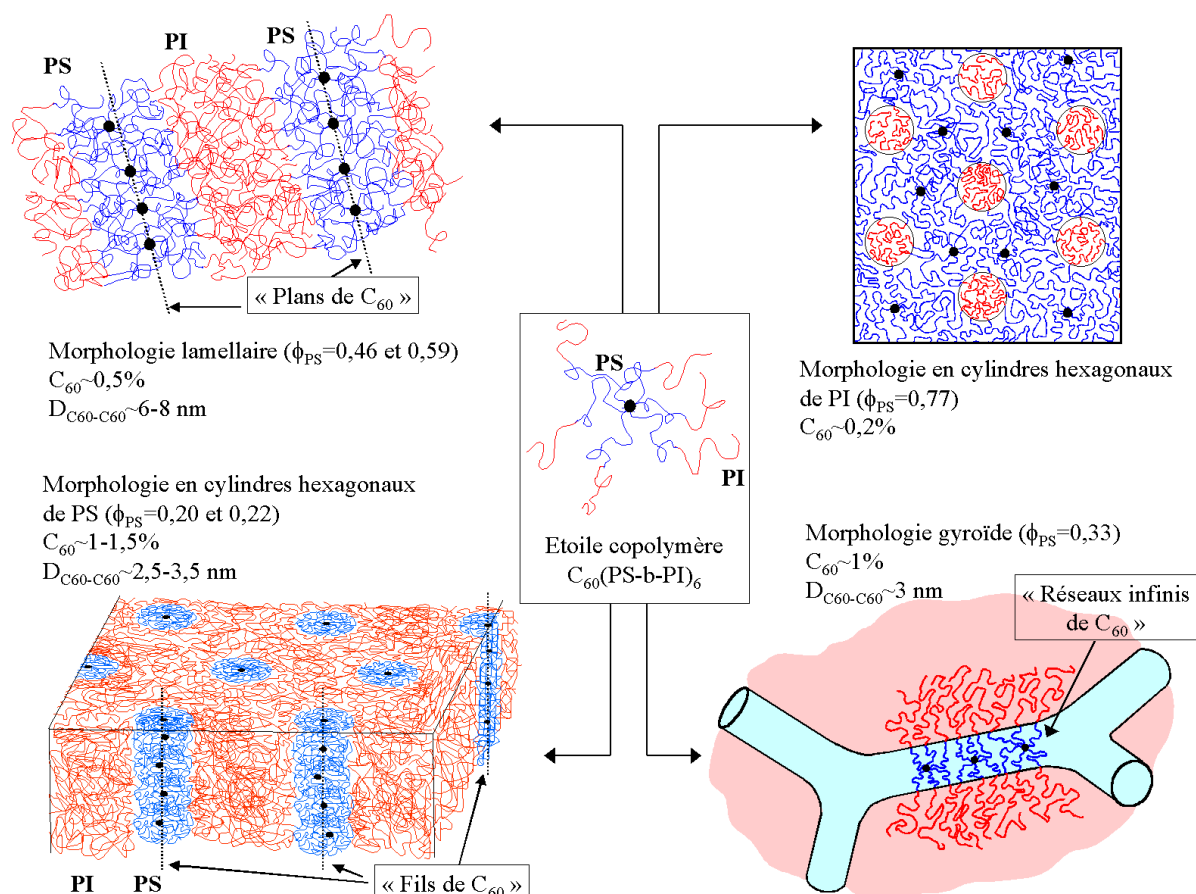 PS
PI
PS
« Plans de C60 »
Morphologie lamellaire (ϕPS=0,46 et 0,59)
C60~0,5%
DC60-C60~6-8 nm
Morphologie en cylindres hexagonaux
de PI (ϕPS=0,77)
C60~0,2%
PS
PI
Etoile copolymère
C60(PS-b-PI)6
Morphologie en cylindres hexagonaux
de PS (ϕPS=0,20 et 0,22)
C60~1-1,5%
DC60-C60~2,5-3,5 nm
PI
PS
« Fils de C60 »
Morphologie gyroïde (ϕPS=0,33)
C60~1%
DC60-C60~3 nm
« Réseaux infinis
de C60 »